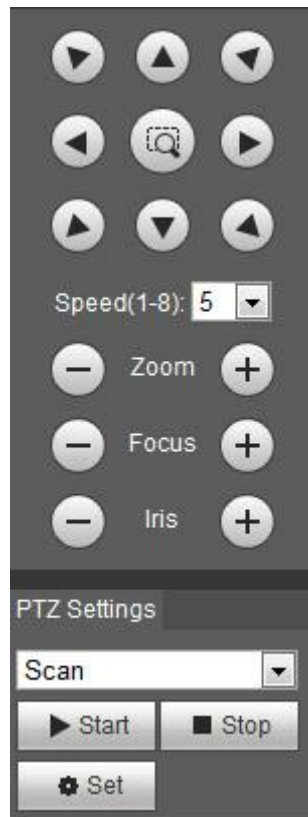 Speed(1-8): 5
Zoom
Focus
Iris
PTZ Settings
Scan
Start Stop
Set